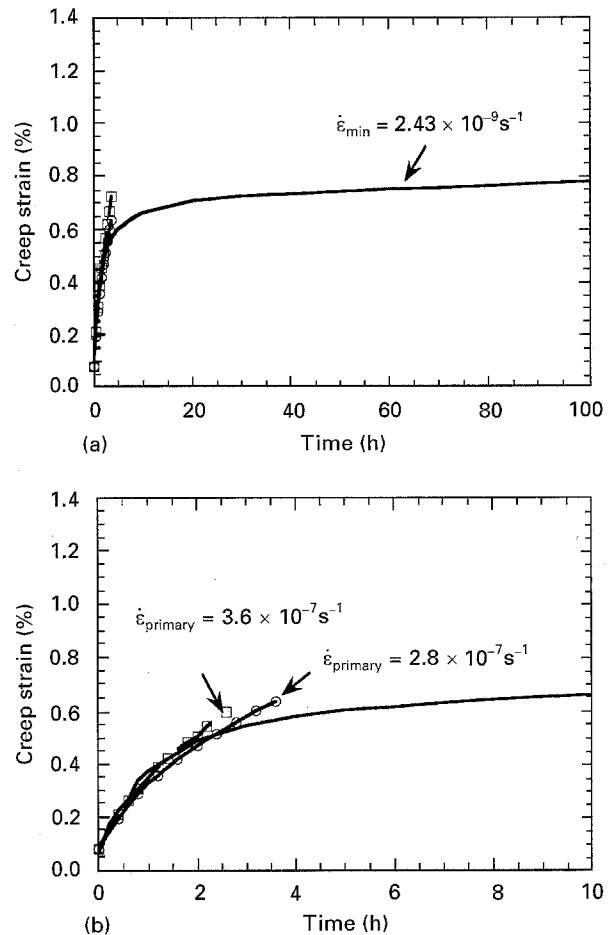 1.4
1.2
1.0
0.8
0.6
0.4
0.2
0.0
Creep strain (%)
ε̇min = 2.43 × 10⁻⁹s⁻¹
0 20 40 60 80 100
(a) Time (h)
1.4
1.2
1.0
0.8
0.6
0.4
0.2
0.0
Creep strain (%)
ε̇primary = 3.6 × 10⁻⁷s⁻¹
ε̇primary = 2.8 × 10⁻⁷s⁻¹
0 2 4 6 8 10
(b) Time (h)